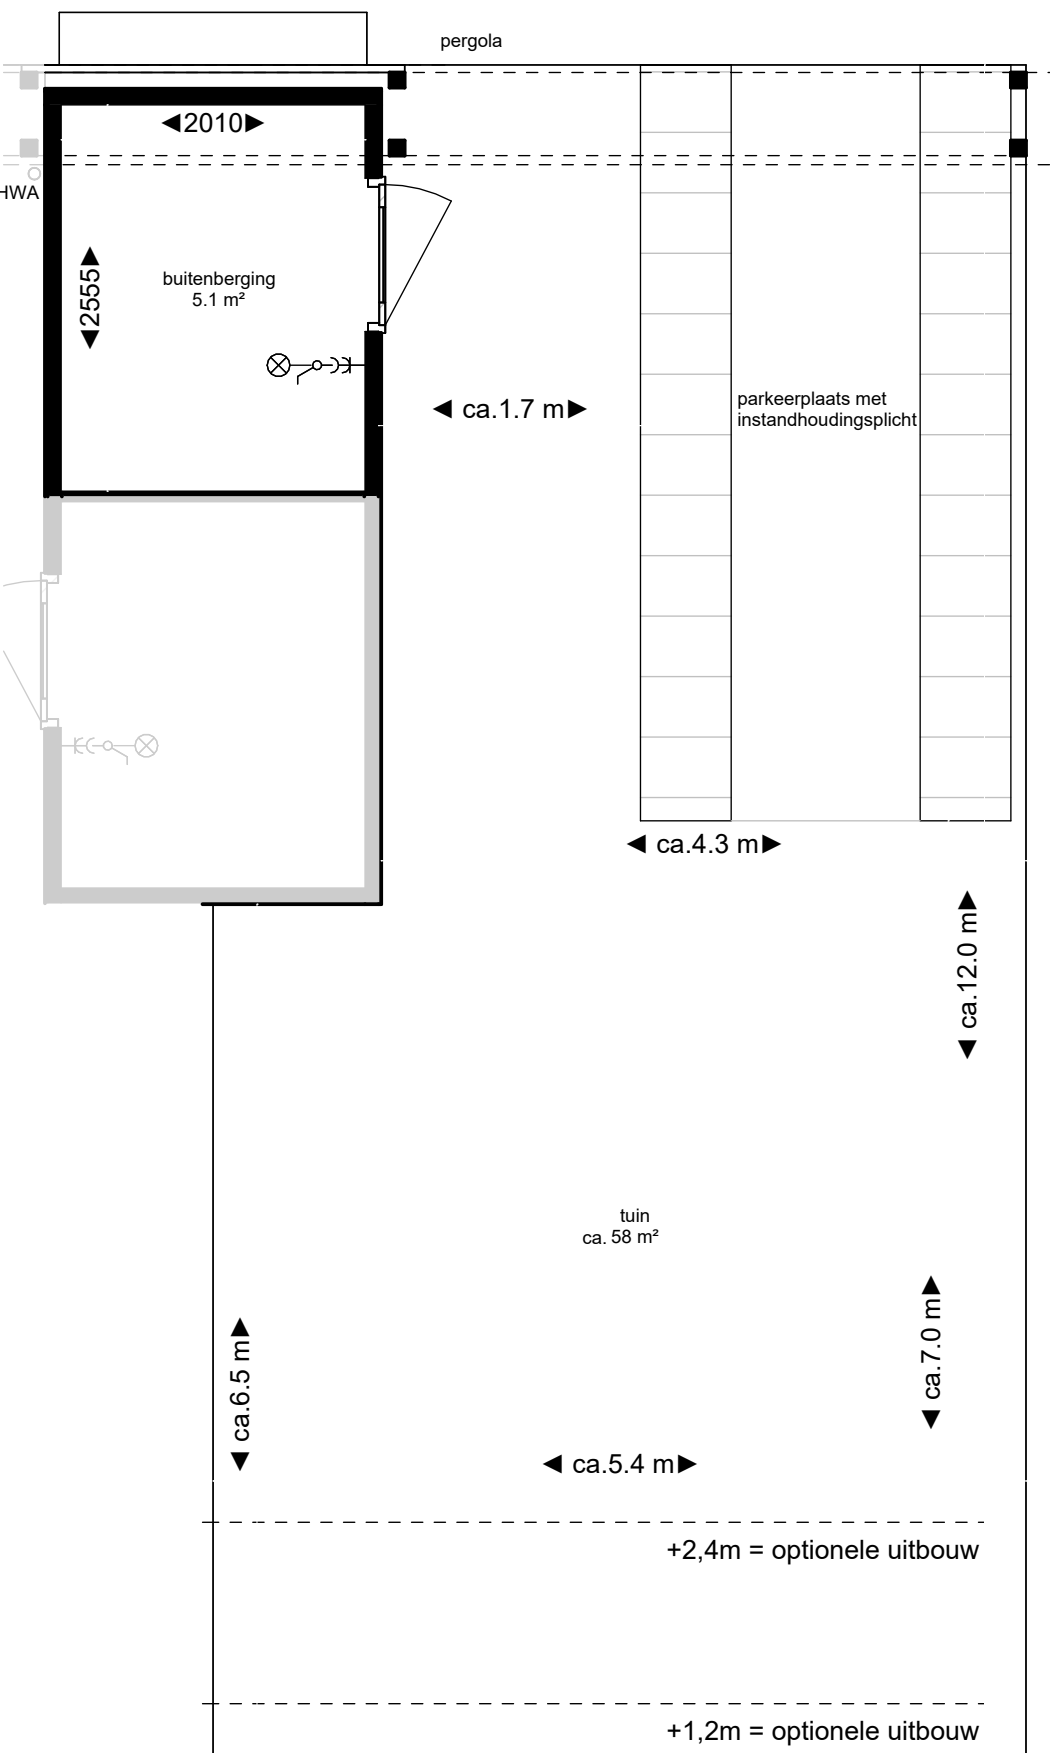 pergola
2010
HWA
2555
buitenberging
5.1 m²
ca.1.7 m
parkeerplaats met
instandhoudingsplicht
ca.4.3 m
ca.12.0 m
tuin
ca. 58 m²
ca.7.0 m
ca.6.5 m
ca.5.4 m
+2,4m = optionele uitbouw
+1,2m = optionele uitbouw